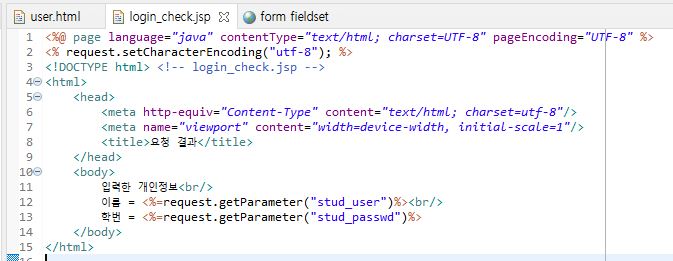 user.html login_check.jsp form fieldset
1 <%@ page language="java" contentType="text/html; charset=UTF-8" pageEncoding="UTF-8" %>
2 <% request.setCharacterEncoding("utf-8"); %>
3 <!DOCTYPE html> <!-- login_check.jsp -->
4 <html>
5 <head>
6 <meta http-equiv="Content-Type" content="text/html; charset=utf-8"/>
7 <meta name="viewport" content="width=device-width, initial-scale=1"/>
8 <title>요청 결과</title>
9 </head>
10 <body>
11 입력한 개인정보<br/>
12 이름 = <%=request.getParameter("stud_user")%><br/>
13 학번 = <%=request.getParameter("stud_passwd")%>
14 </body>
15 </html>
16